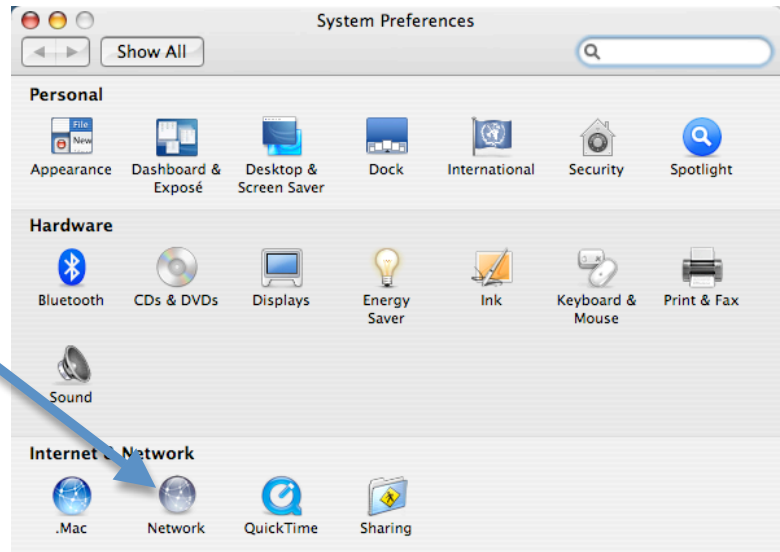 System Preferences
Show All
Personal
File
New
Appearance
Dashboard &
Exposé
Desktop &
Screen Saver
Dock
International
Security
Spotlight
Hardware
Bluetooth
CDs & DVDs
Displays
Energy
Saver
Ink
Keyboard &
Mouse
Print & Fax
Sound
Internet & Network
.Mac
Network
QuickTime
Sharing